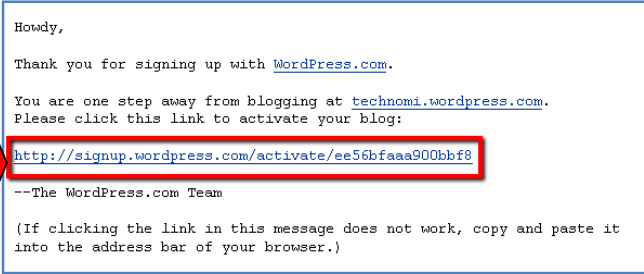 Howdy,
Thank you for signing up with WordPress.com.
You are one step away from blogging at technomi.wordpress.com.
Please click this link to activate your blog:
http://signup.wordpress.com/activate/ee56bfaaa900bbf8
--The WordPress.com Team
(If clicking the link in this message does not work, copy and paste it
into the address bar of your browser.)